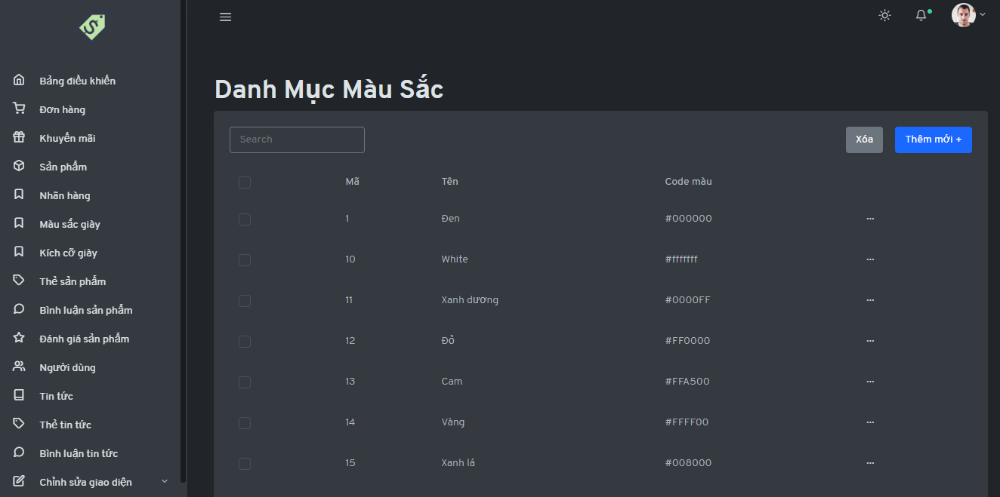 Bảng điều khiển
Đơn hàng
Khuyến mãi
Sản phẩm
Nhãn hàng
Màu sắc giày
Kích cỡ giày
Thẻ sản phẩm
Bình luận sản phẩm
Đánh giá sản phẩm
Người dùng
Tin tức
Thẻ tin tức
Bình luận tin tức
Chỉnh sửa giao diện
Danh Mục Màu Sắc
Search Xóa Thêm mới +
Mã Tên Code màu
1 Đen #000000 ...
10 White #fffffff ...
11 Xanh dương #0000FF ...
12 Đỏ #FF0000 ...
13 Cam #FFA500 ...
14 Vàng #FFFF00 ...
15 Xanh lá #008000 ...